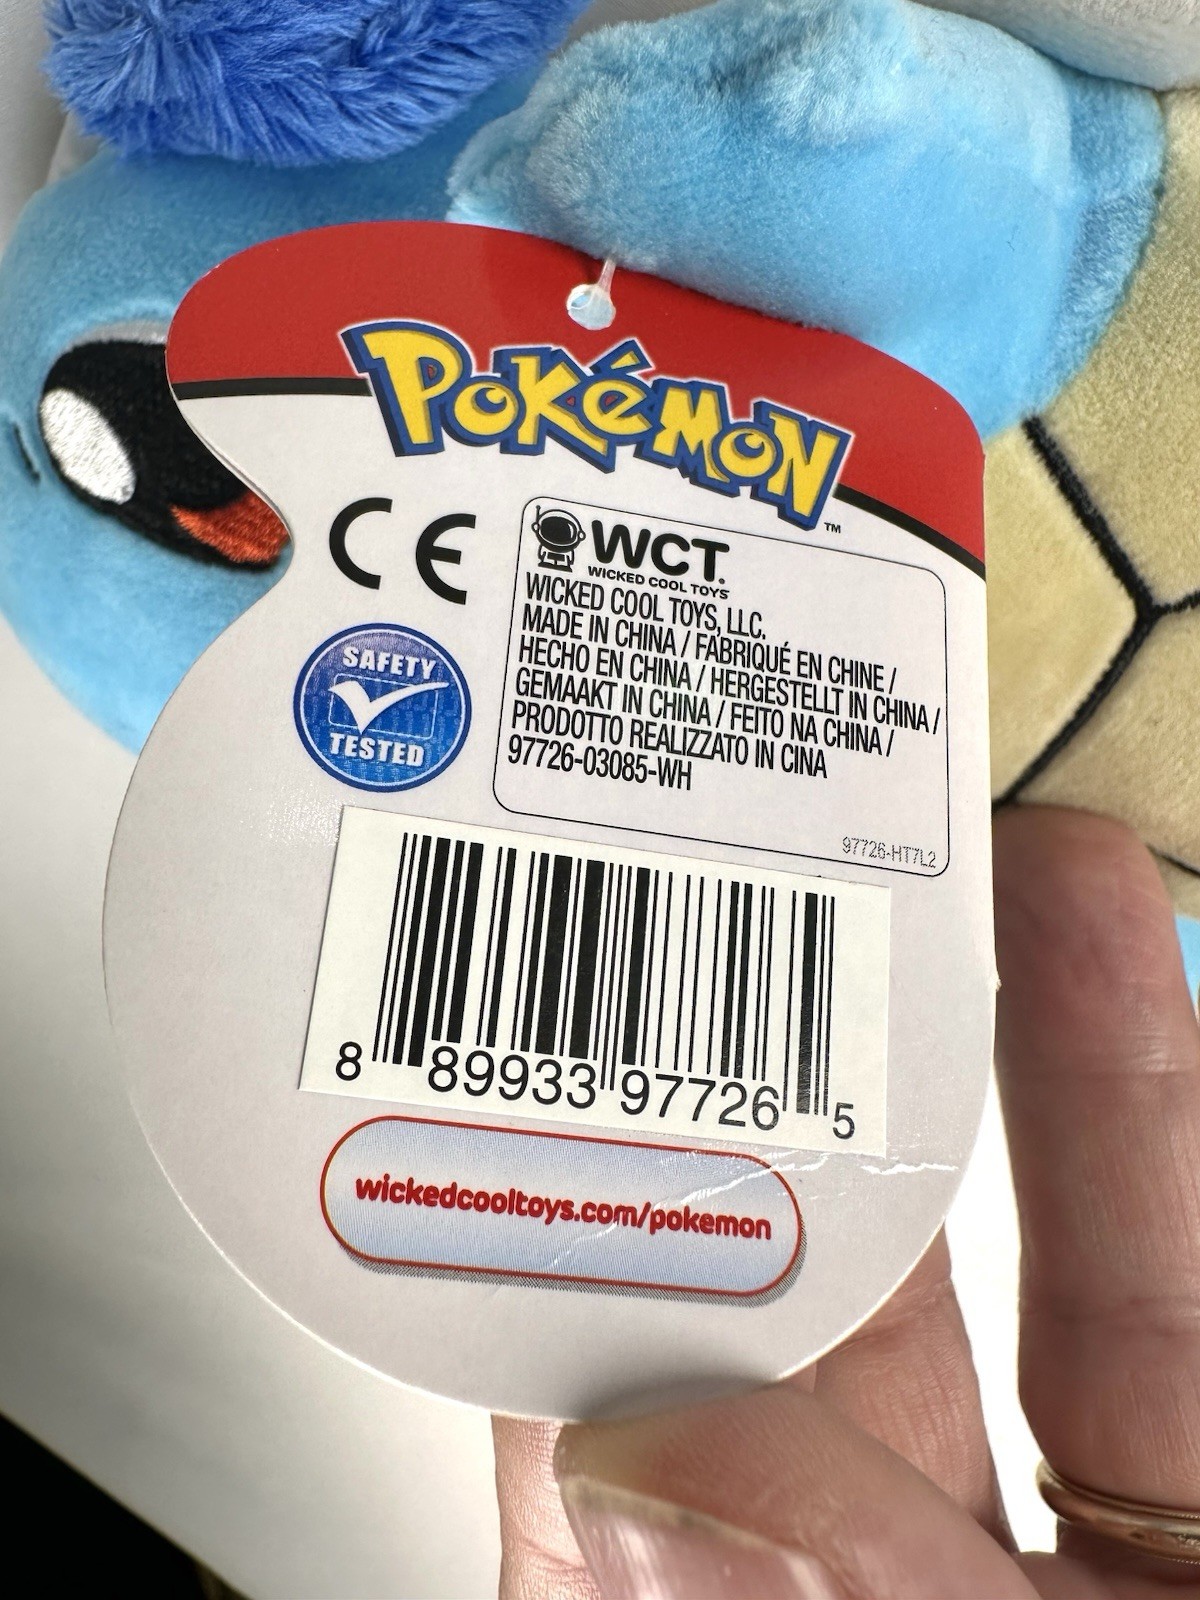 POKéMON
™
CE
WCT.
WICKED COOL TOYS
WICKED COOL TOYS, LLC.
MADE IN CHINA / FABRIQUÉ EN CHINE /
HECHO EN CHINA / HERGESTELLT IN CHINA /
GEMAAKT IN CHINA / FEITO NA CHINA /
PRODOTTO REALIZZATO IN CINA
97726-03085-WH
97726-HT7L2
SAFETY
TESTED
8 89933 97726 5
wickedcooltoys.com/pokemon